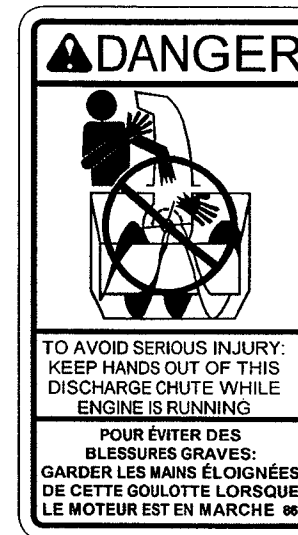 DANGER
TO AVOID SERIOUS INJURY:
KEEP HANDS OUT OF THIS
DISCHARGE CHUTE WHILE
ENGINE IS RUNNING
POUR ÉVITER DES
BLESSURES GRAVES:
GARDER LES MAINS ÉLOIGNÉES
DE CETTE GOULOTTE LORSQUE
LE MOTEUR EST EN MARCHE